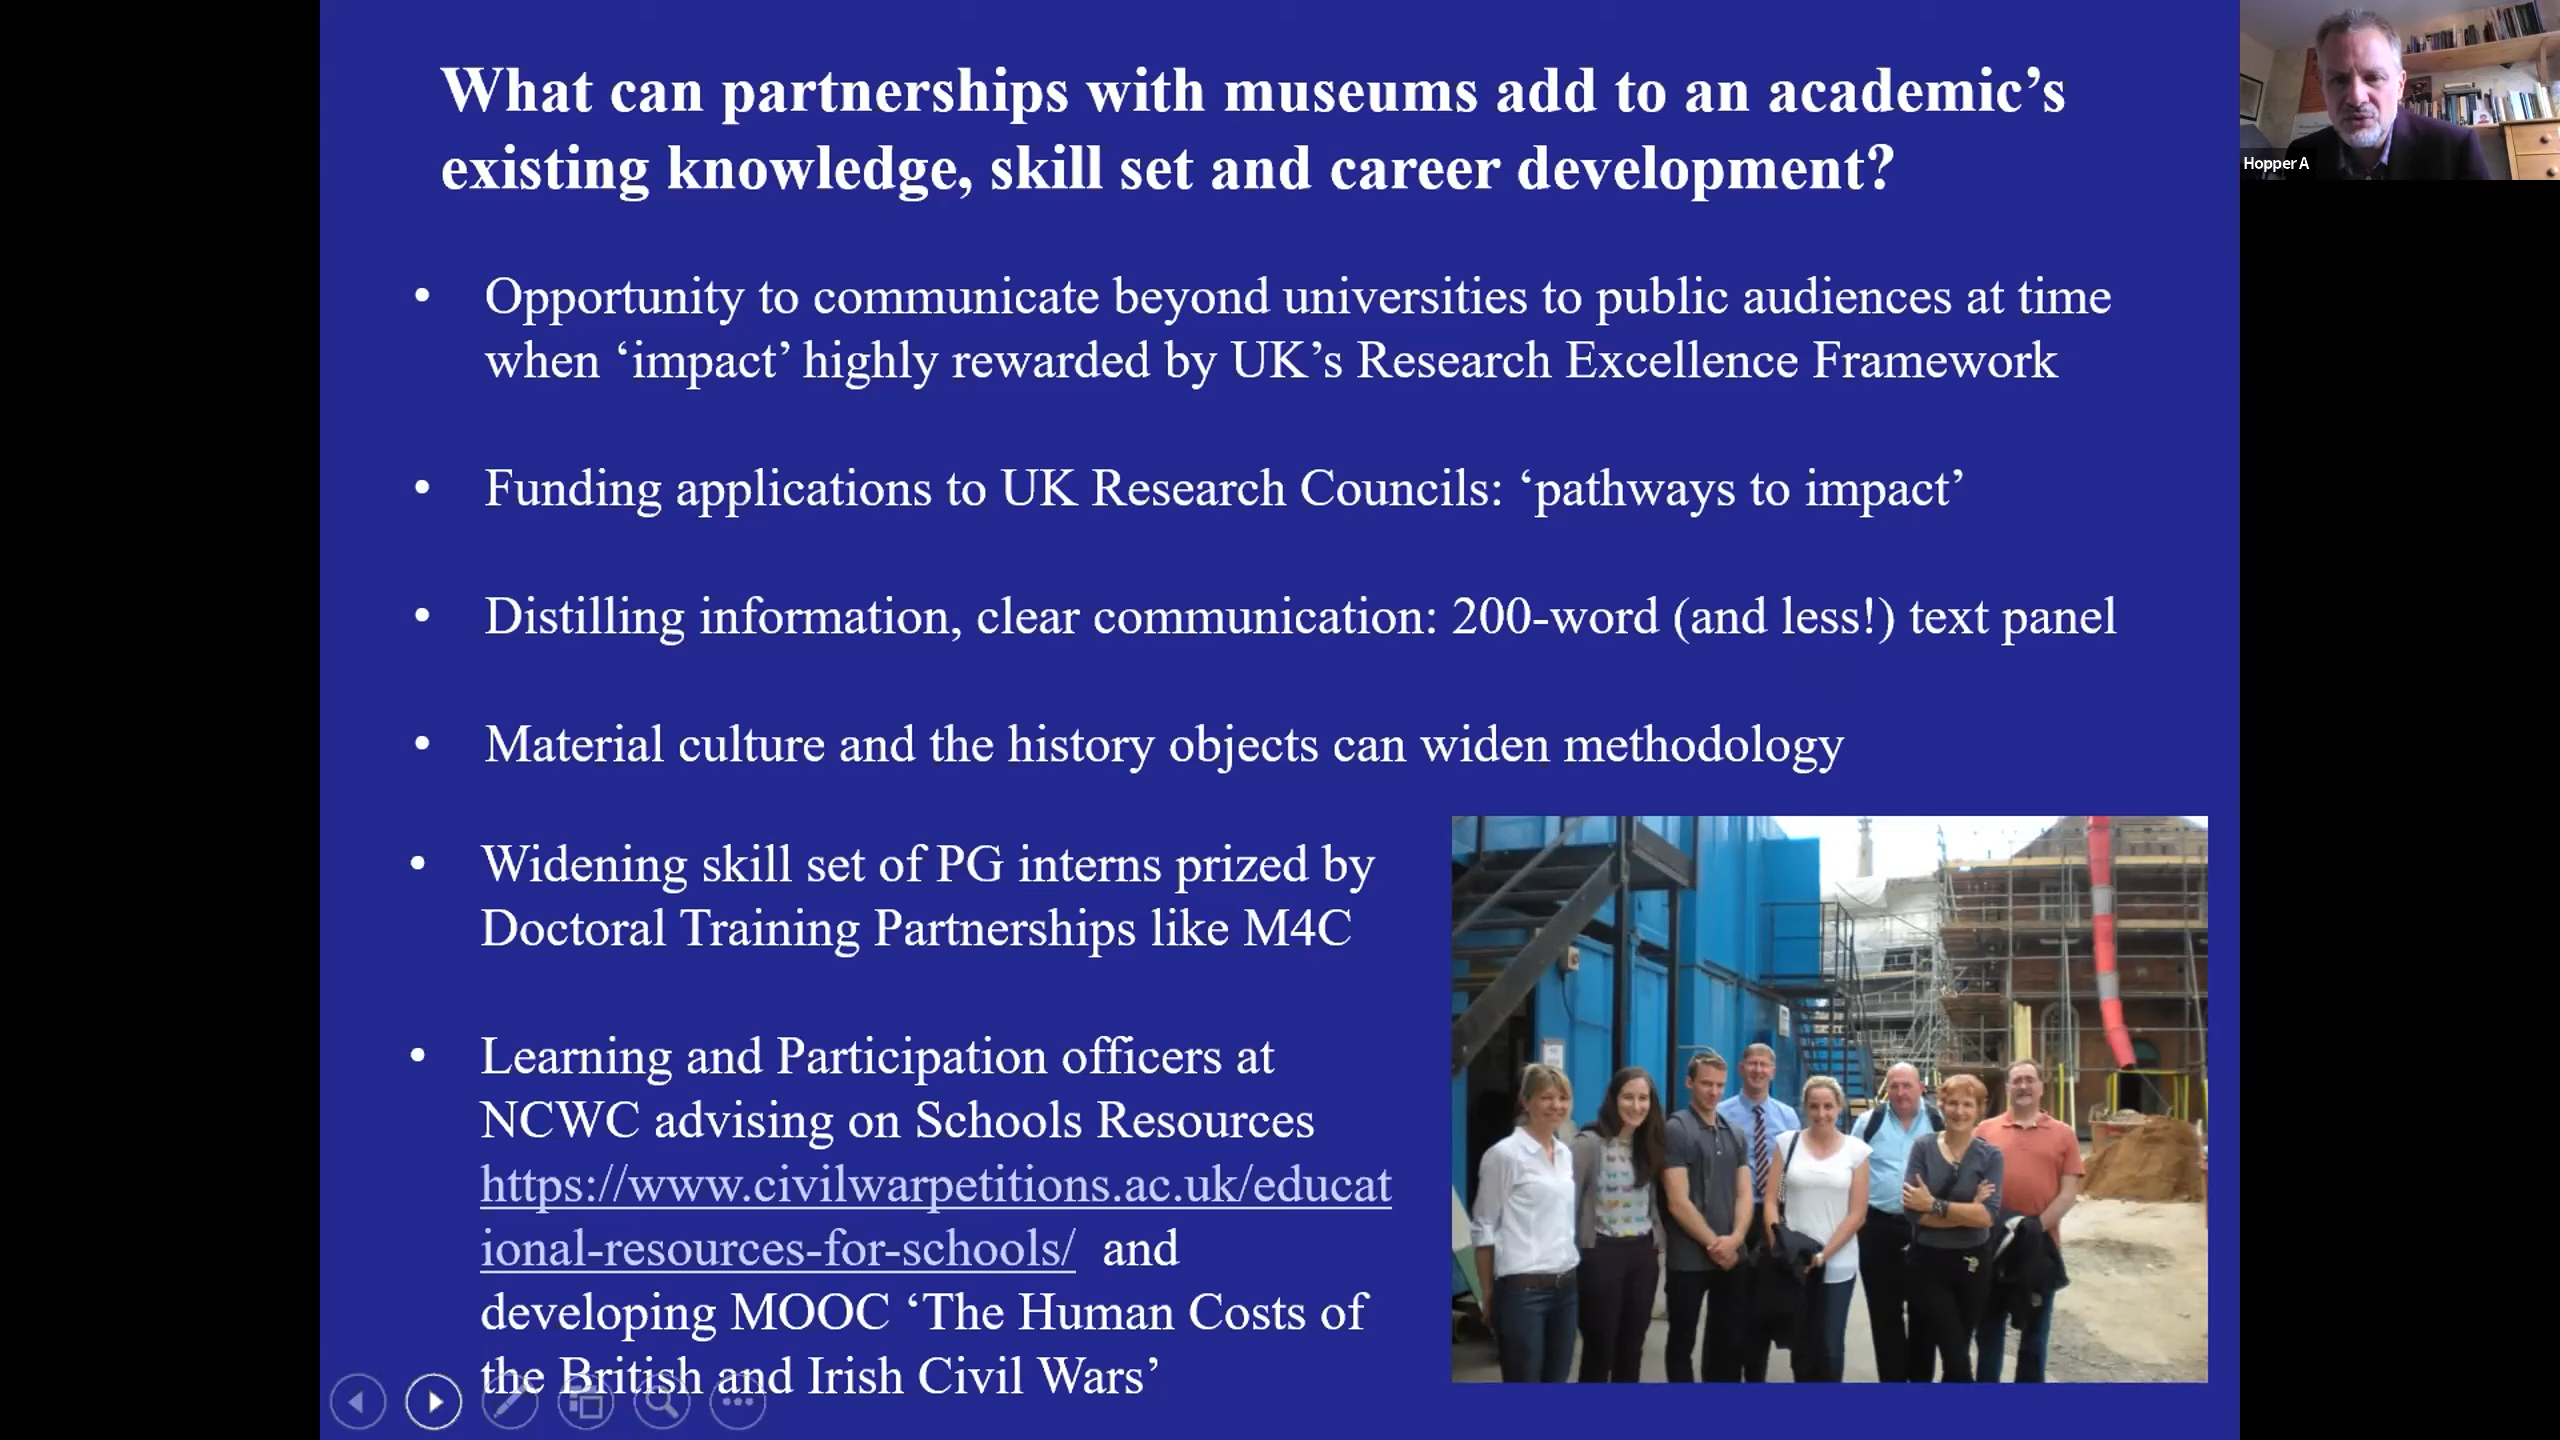 What can partnerships with museums add to an academic’s
existing knowledge, skill set and career development?
• Opportunity to communicate beyond universities to public audiences at time
when ‘impact’ highly rewarded by UK’s Research Excellence Framework
• Funding applications to UK Research Councils: ‘pathways to impact’
• Distilling information, clear communication: 200-word (and less!) text panel
• Material culture and the history objects can widen methodology
• Widening skill set of PG interns prized by
Doctoral Training Partnerships like M4C
• Learning and Participation officers at
NCWC advising on Schools Resources
https://www.civilwarpetitions.ac.uk/educat
ional-resources-for-schools/ and
developing MOOC ‘The Human Costs of
the British and Irish Civil Wars’
Hopper A